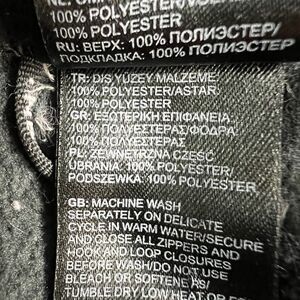 100% POLYESTER
RU: ВЕРХ: 100% ПОЛИЭСТЕР/
ПОДКЛАДКА: 100% ПОЛИЭСТЕР
TR: DIŞ YÜZEY MALZEME:
100% POLYESTER/ASTAR:
100% POLYESTER
GR: ΕΞΩΤΕΡΙΚΗ ΕΠΙΦΑΝΕΙΑ:
100% ΠΟΛΥΕΣΤΕΡΑΣ/ΦΟΔΡΑ:
100% ΠΟΛΥΕΣΤΕΡΑΣ
PL: ZEWNĘTRZNA CZĘŚĆ
UBRANIA: 100% POLYESTER/
PODSZEWKA: 100% POLYESTER
GB: MACHINE WASH
SEPARATELY ON DELICATE
CYCLE IN WARM WATER/SECURE
AND CLOSE ALL ZIPPERS AND
HOOK AND LOOP CLOSURES
BEFORE WASH/DO NOT USE
BLEACH OR SOFTENERS/
TUMBLE DRY LOW HEAT OR